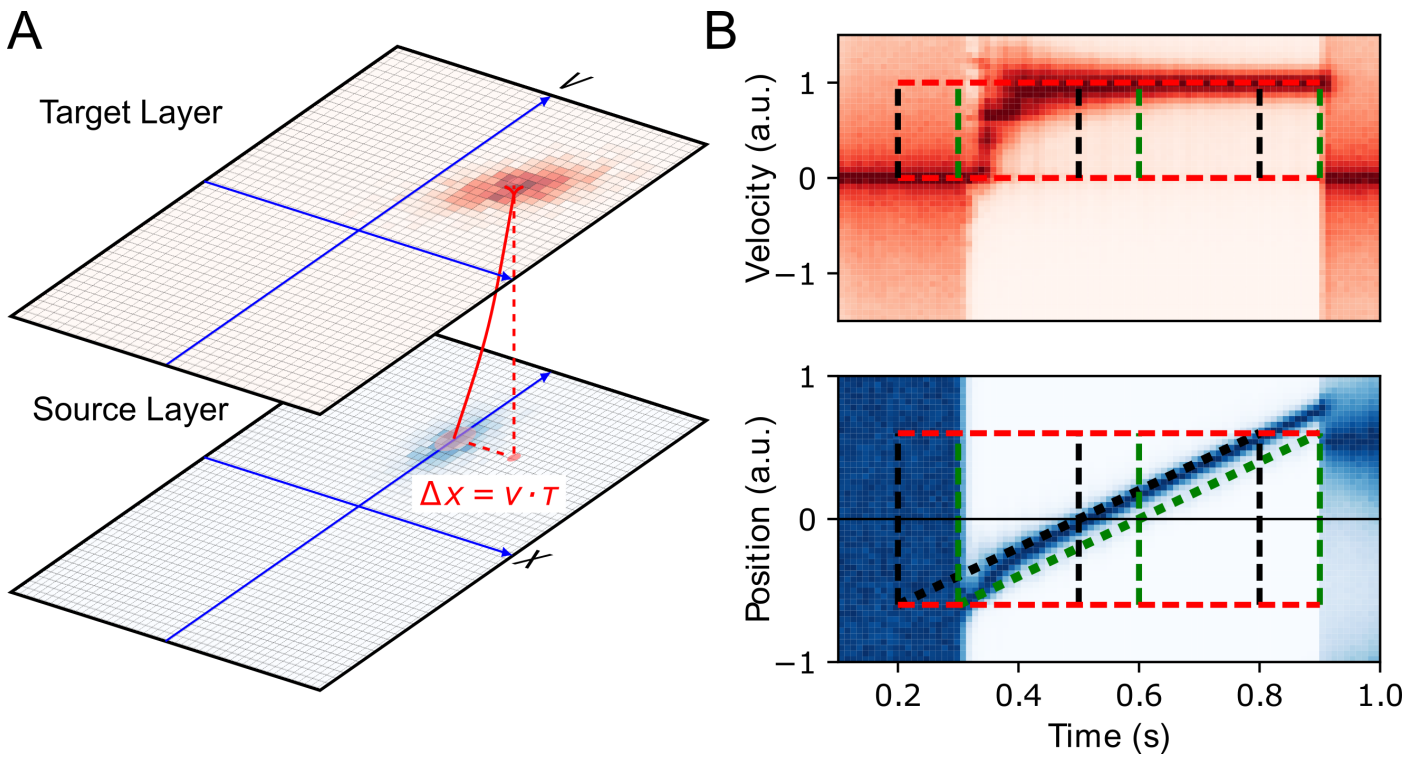 A
Target Layer
V
Source Layer
Δx = v · τ
X
B
Velocity (a.u.)
1
0
−1
Position (a.u.)
1
0
−1
0.2 0.4 0.6 0.8 1.0
Time (s)